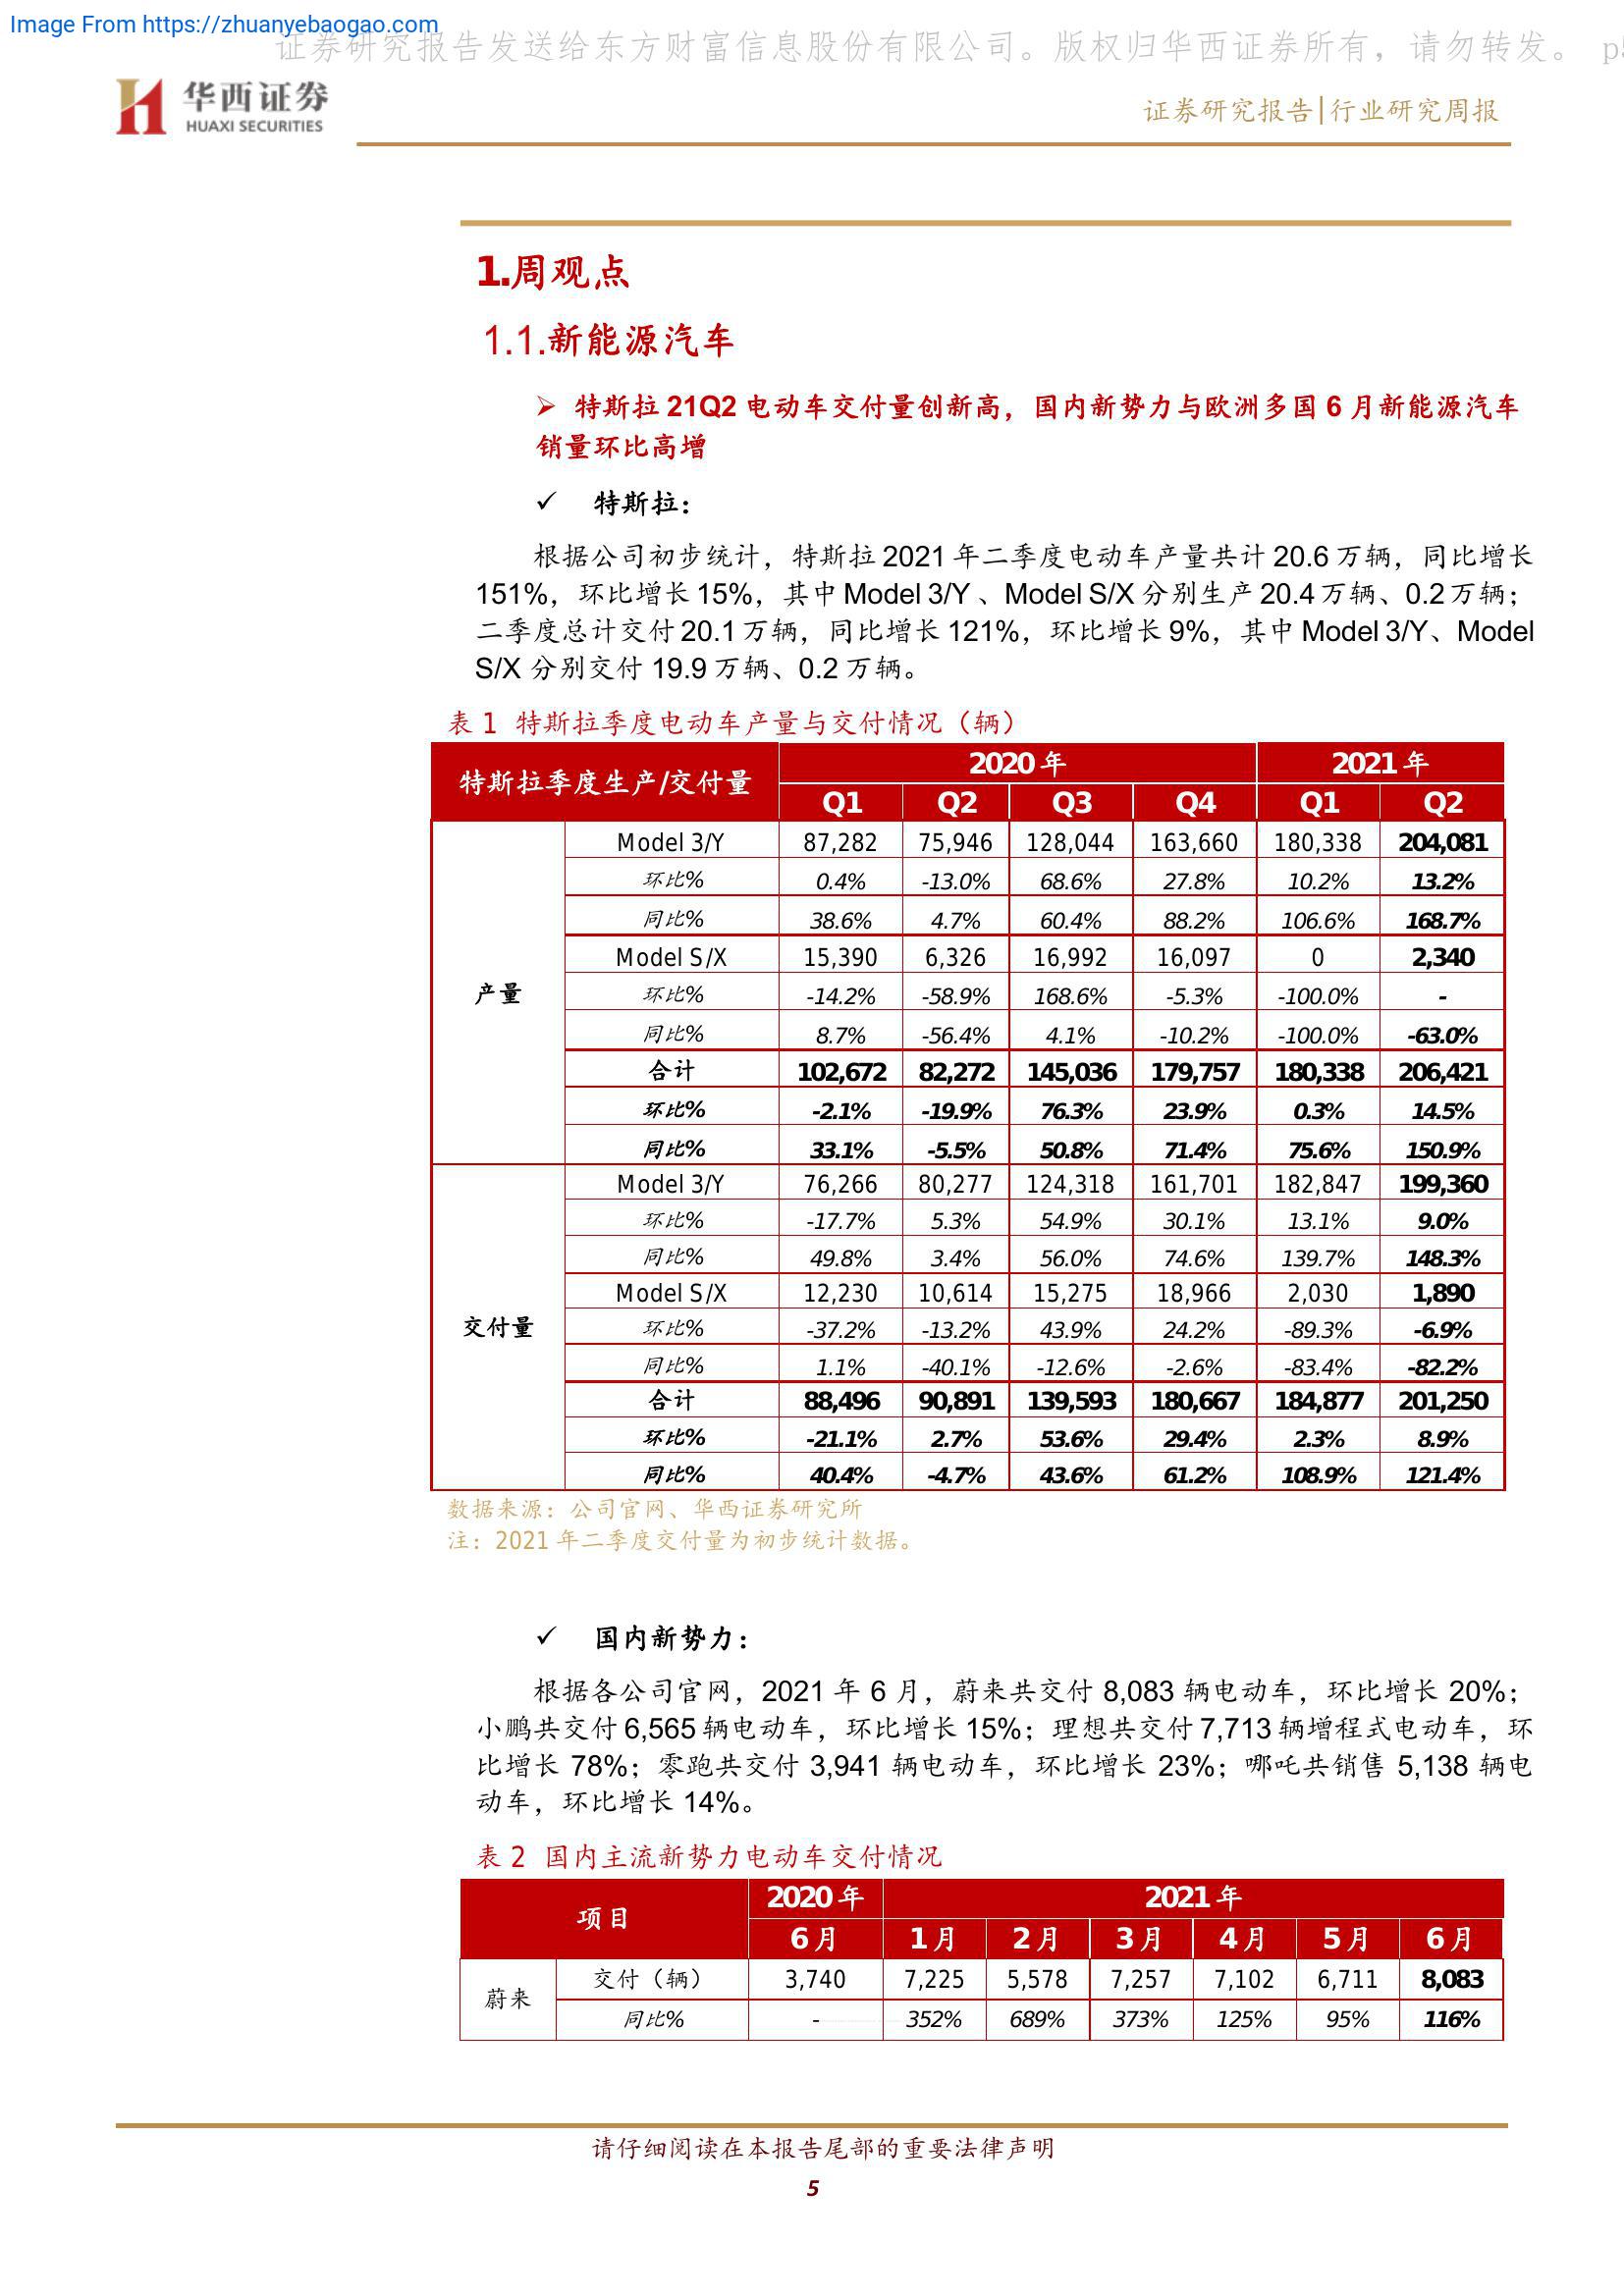 Image From https://zhuanyebaogao.com
证券研究报告发送给东方财富信息股份有限公司。版权归华西证券所有，请勿转发。 p5
华西证券
HUAXI SECURITIES
证券研究报告|行业研究周报
1.周观点
1.1.新能源汽车
➢ 特斯拉 21Q2 电动车交付量创新高，国内新势力与欧洲多国 6 月新能源汽车
销量环比高增
✓ 特斯拉：
根据公司初步统计，特斯拉 2021 年二季度电动车产量共计 20.6 万辆，同比增长
151%，环比增长 15%，其中 Model 3/Y 、Model S/X 分别生产 20.4 万辆、0.2 万辆；
二季度总计交付 20.1 万辆，同比增长 121%，环比增长 9%，其中 Model 3/Y、Model
S/X 分别交付 19.9 万辆、0.2 万辆。
表 1 特斯拉季度电动车产量与交付情况（辆）
特斯拉季度生产/交付量 2020 年 2021 年
Q1 Q2 Q3 Q4 Q1 Q2
产量
Model 3/Y 87,282 75,946 128,044 163,660 180,338 204,081
环比% 0.4% -13.0% 68.6% 27.8% 10.2% 13.2%
同比% 38.6% 4.7% 60.4% 88.2% 106.6% 168.7%
Model S/X 15,390 6,326 16,992 16,097 0 2,340
环比% -14.2% -58.9% 168.6% -5.3% -100.0% -
同比% 8.7% -56.4% 4.1% -10.2% -100.0% -63.0%
合计 102,672 82,272 145,036 179,757 180,338 206,421
环比% -2.1% -19.9% 76.3% 23.9% 0.3% 14.5%
同比% 33.1% -5.5% 50.8% 71.4% 75.6% 150.9%
交付量
Model 3/Y 76,266 80,277 124,318 161,701 182,847 199,360
环比% -17.7% 5.3% 54.9% 30.1% 13.1% 9.0%
同比% 49.8% 3.4% 56.0% 74.6% 139.7% 148.3%
Model S/X 12,230 10,614 15,275 18,966 2,030 1,890
环比% -37.2% -13.2% 43.9% 24.2% -89.3% -6.9%
同比% 1.1% -40.1% -12.6% -2.6% -83.4% -82.2%
合计 88,496 90,891 139,593 180,667 184,877 201,250
环比% -21.1% 2.7% 53.6% 29.4% 2.3% 8.9%
同比% 40.4% -4.7% 43.6% 61.2% 108.9% 121.4%
数据来源：公司官网、华西证券研究所
注：2021 年二季度交付量为初步统计数据。
✓ 国内新势力：
根据各公司官网，2021 年 6 月，蔚来共交付 8,083 辆电动车，环比增长 20%；
小鹏共交付 6,565 辆电动车，环比增长 15%；理想共交付 7,713 辆增程式电动车，环
比增长 78%；零跑共交付 3,941 辆电动车，环比增长 23%；哪吒共销售 5,138 辆电
动车，环比增长 14%。
表 2 国内主流新势力电动车交付情况
项目 2020 年 2021 年
6 月 1 月 2 月 3 月 4 月 5 月 6 月
蔚来
交付（辆） 3,740 7,225 5,578 7,257 7,102 6,711 8,083
同比% - 352% 689% 373% 125% 95% 116%
请仔细阅读在本报告尾部的重要法律声明
5